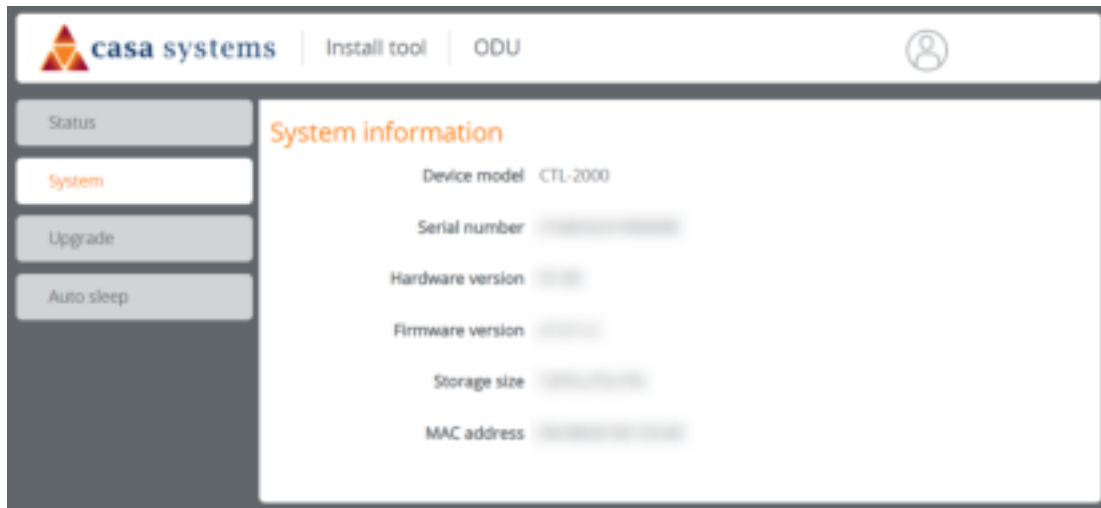 casa systems Install tool ODU
Status
System
Upgrade
Auto sleep
System information
Device model CTL-2000
Serial number
Hardware version
Firmware version
Storage size
MAC address